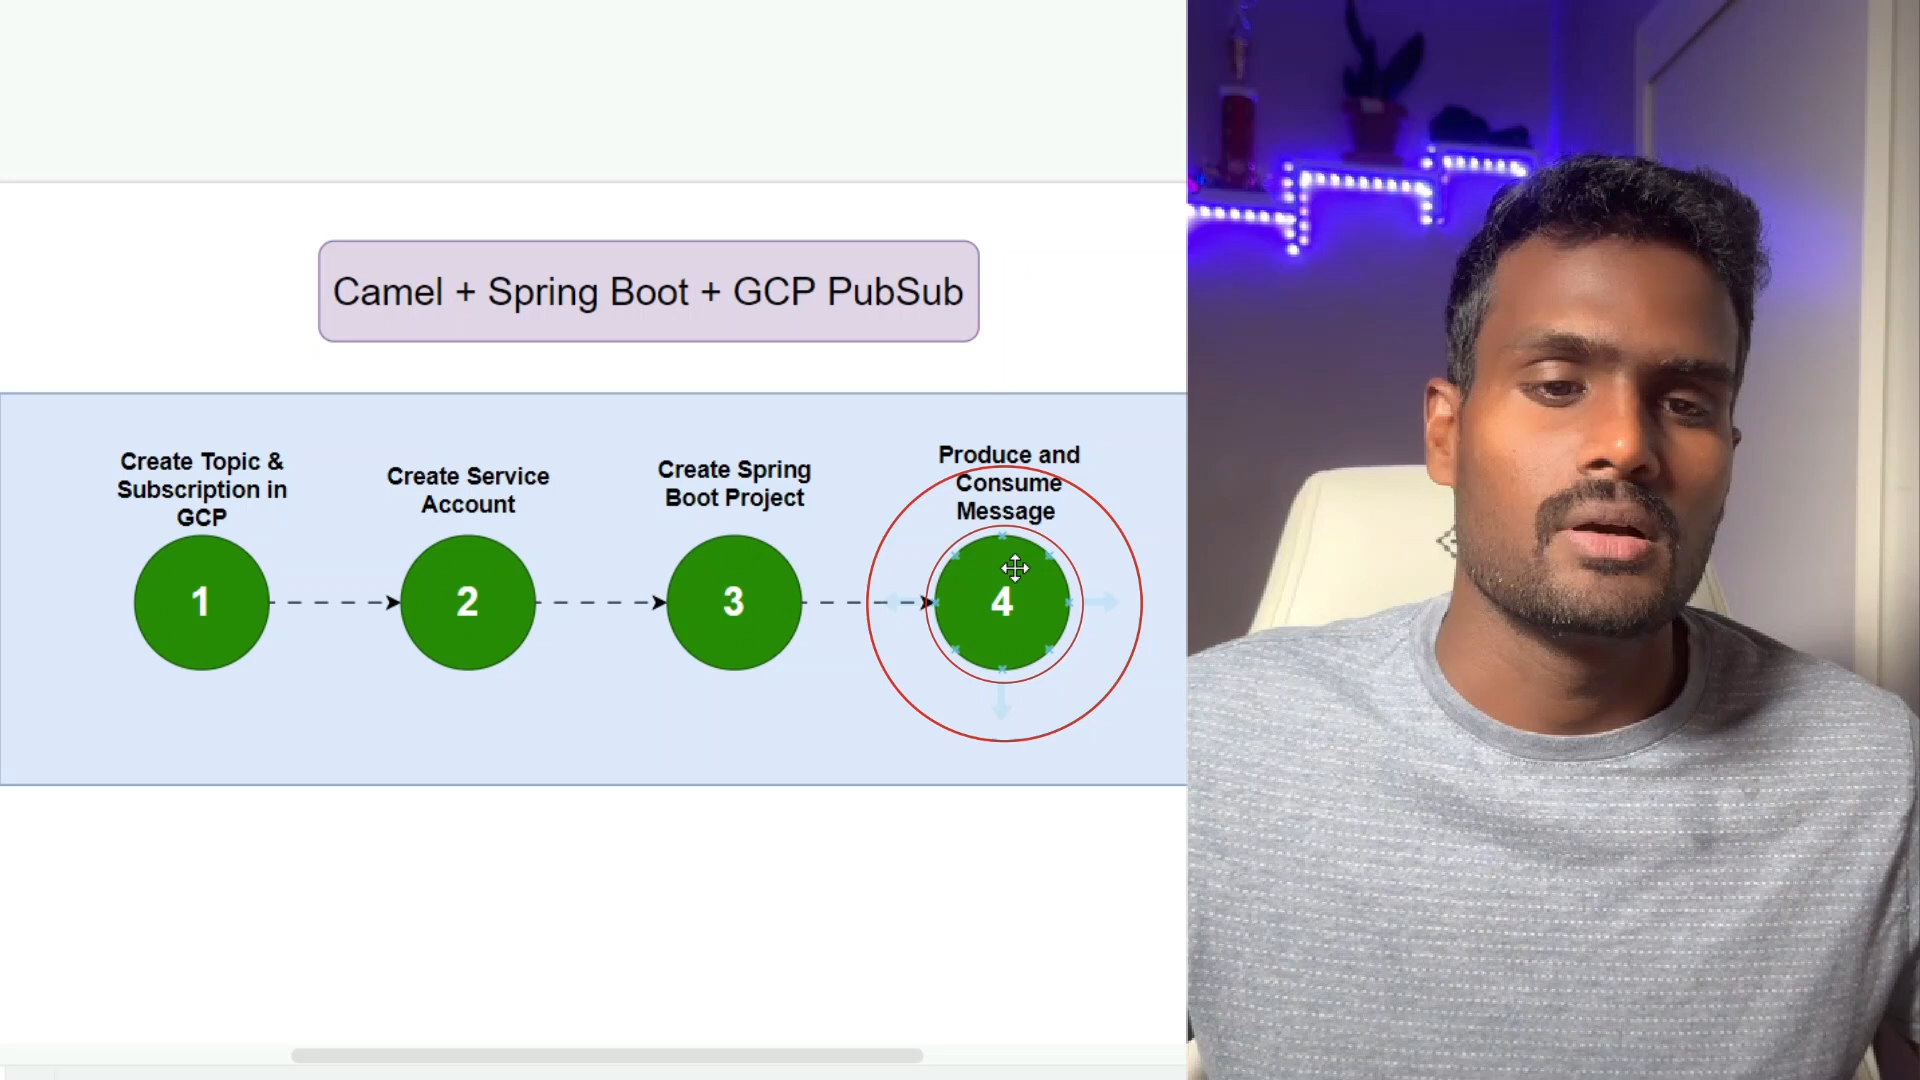 Camel + Spring Boot + GCP PubSub
Create Topic &
Subscription in
GCP
Create Service
Account
Create Spring
Boot Project
Produce and
Consume
Message
1
2
3
4